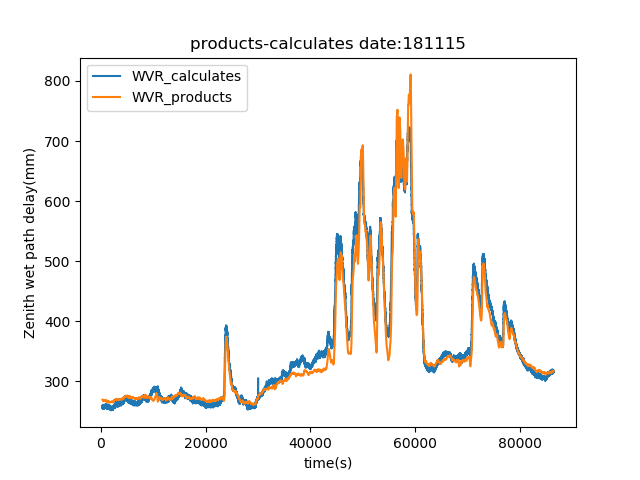 products-calculates date:181115
WVR_calculates
WVR_products
Zenith wet path delay(mm)
800
700
600
500
400
300
0
20000
40000
60000
80000
time(s)